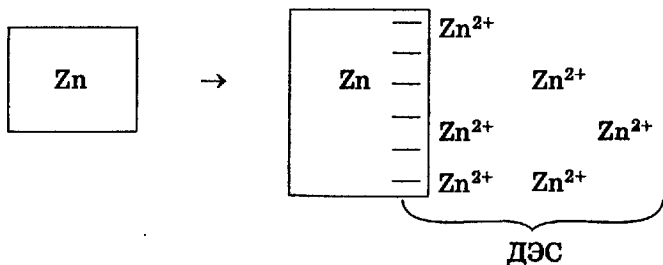 Zn²⁺
Zn → Zn Zn²⁺
Zn²⁺ Zn²⁺
Zn²⁺ Zn²⁺
ДЭС